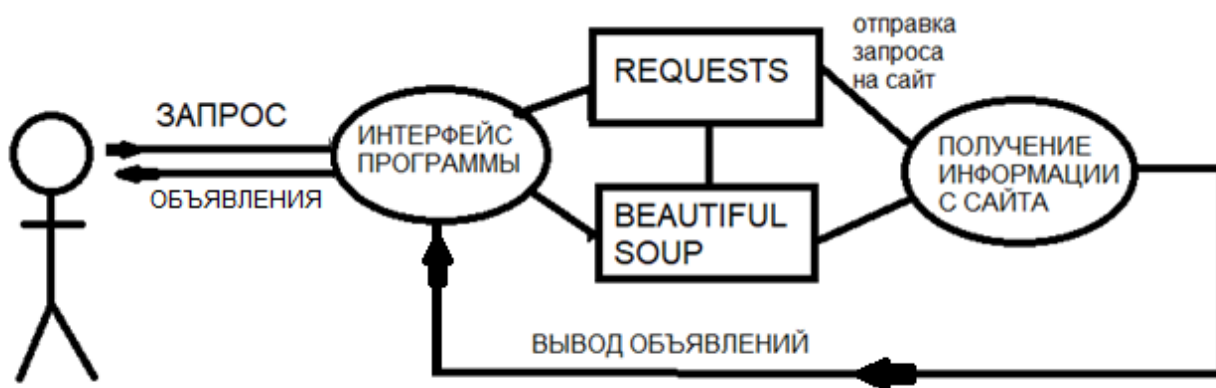 ЗАПРОС
ОБЪЯВЛЕНИЯ
ИНТЕРФЕЙС
ПРОГРАММЫ
REQUESTS
BEAUTIFUL
SOUP
отправка
запроса
на сайт
ПОЛУЧЕНИЕ
ИНФОРМАЦИИ
С САЙТА
ВЫВОД ОБЪЯВЛЕНИЙ